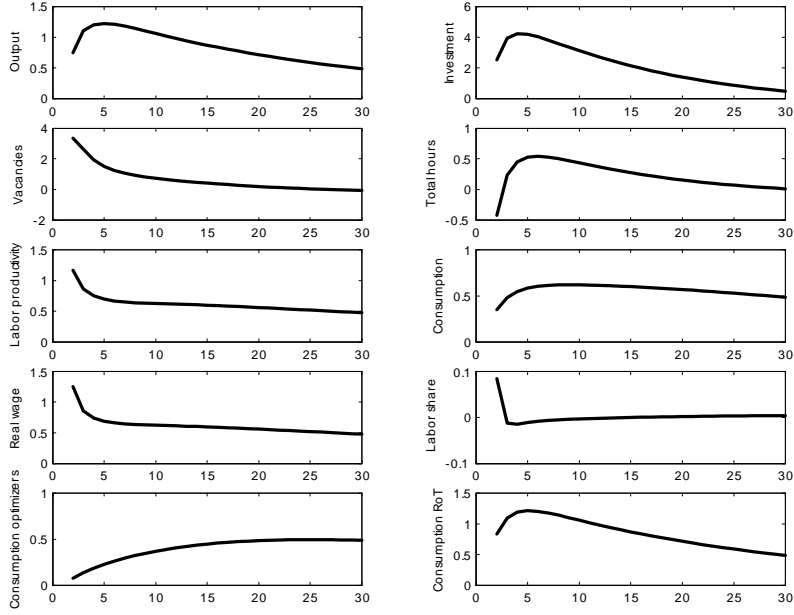 Output
1.5
1
0.5
0
0 5 10 15 20 25 30
Investment
6
4
2
0
0 5 10 15 20 25 30
Vacancies
4
2
0
-2
0 5 10 15 20 25 30
Total hours
1
0.5
0
-0.5
0 5 10 15 20 25 30
Labor productivity
1.5
1
0.5
0
0 5 10 15 20 25 30
Consumption
1
0.5
0
0 5 10 15 20 25 30
Real wage
1.5
1
0.5
0
0 5 10 15 20 25 30
Labor share
0.1
0
-0.1
0 5 10 15 20 25 30
Consumption optimizers
1
0.5
0
0 5 10 15 20 25 30
Consumption RoT
1.5
1
0.5
0
0 5 10 15 20 25 30